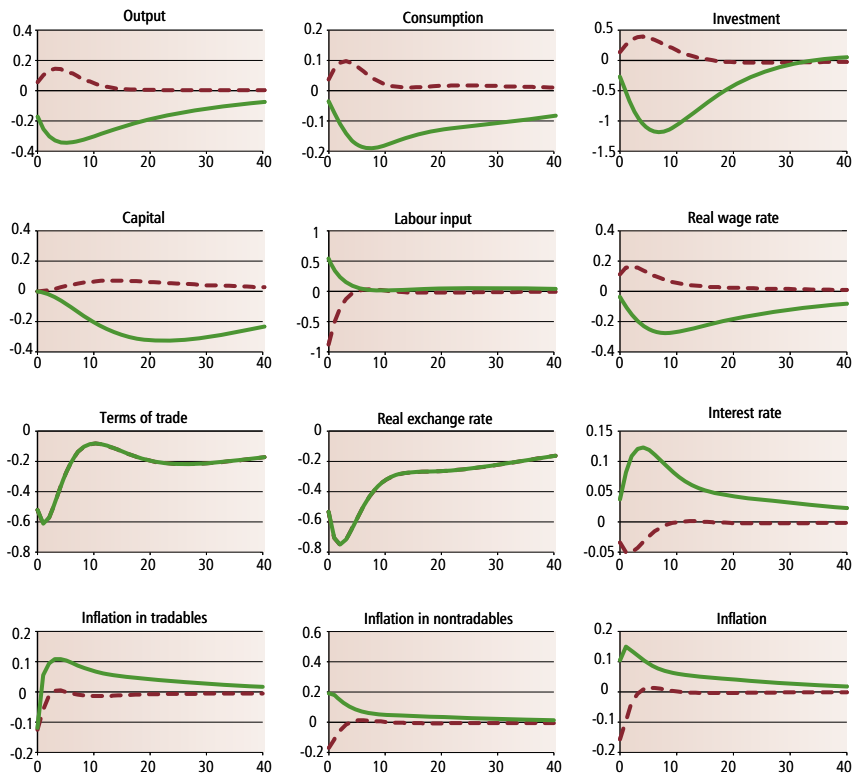 Output
0.4
0.2
0
-0.2
-0.4
0 10 20 30 40
Consumption
0.2
0.1
0
-0.1
-0.2
0 10 20 30 40
Investment
0.5
0
-0.5
-1
-1.5
0 10 20 30 40
Capital
0.4
0.2
0
-0.2
-0.4
0 10 20 30 40
Labour input
1
0.5
0
-0.5
-1
0 10 20 30 40
Real wage rate
0.4
0.2
0
-0.2
-0.4
0 10 20 30 40
Terms of trade
0
-0.2
-0.4
-0.6
-0.8
0 10 20 30 40
Real exchange rate
0
-0.2
-0.4
-0.6
-0.8
0 10 20 30 40
Interest rate
0.15
0.1
0.05
0
-0.05
0 10 20 30 40
Inflation in tradables
0.2
0.1
0
-0.1
-0.2
0 10 20 30 40
Inflation in nontradables
0.6
0.4
0.2
0
-0.2
0 10 20 30 40
Inflation
0.2
0.1
0
-0.1
-0.2
0 10 20 30 40